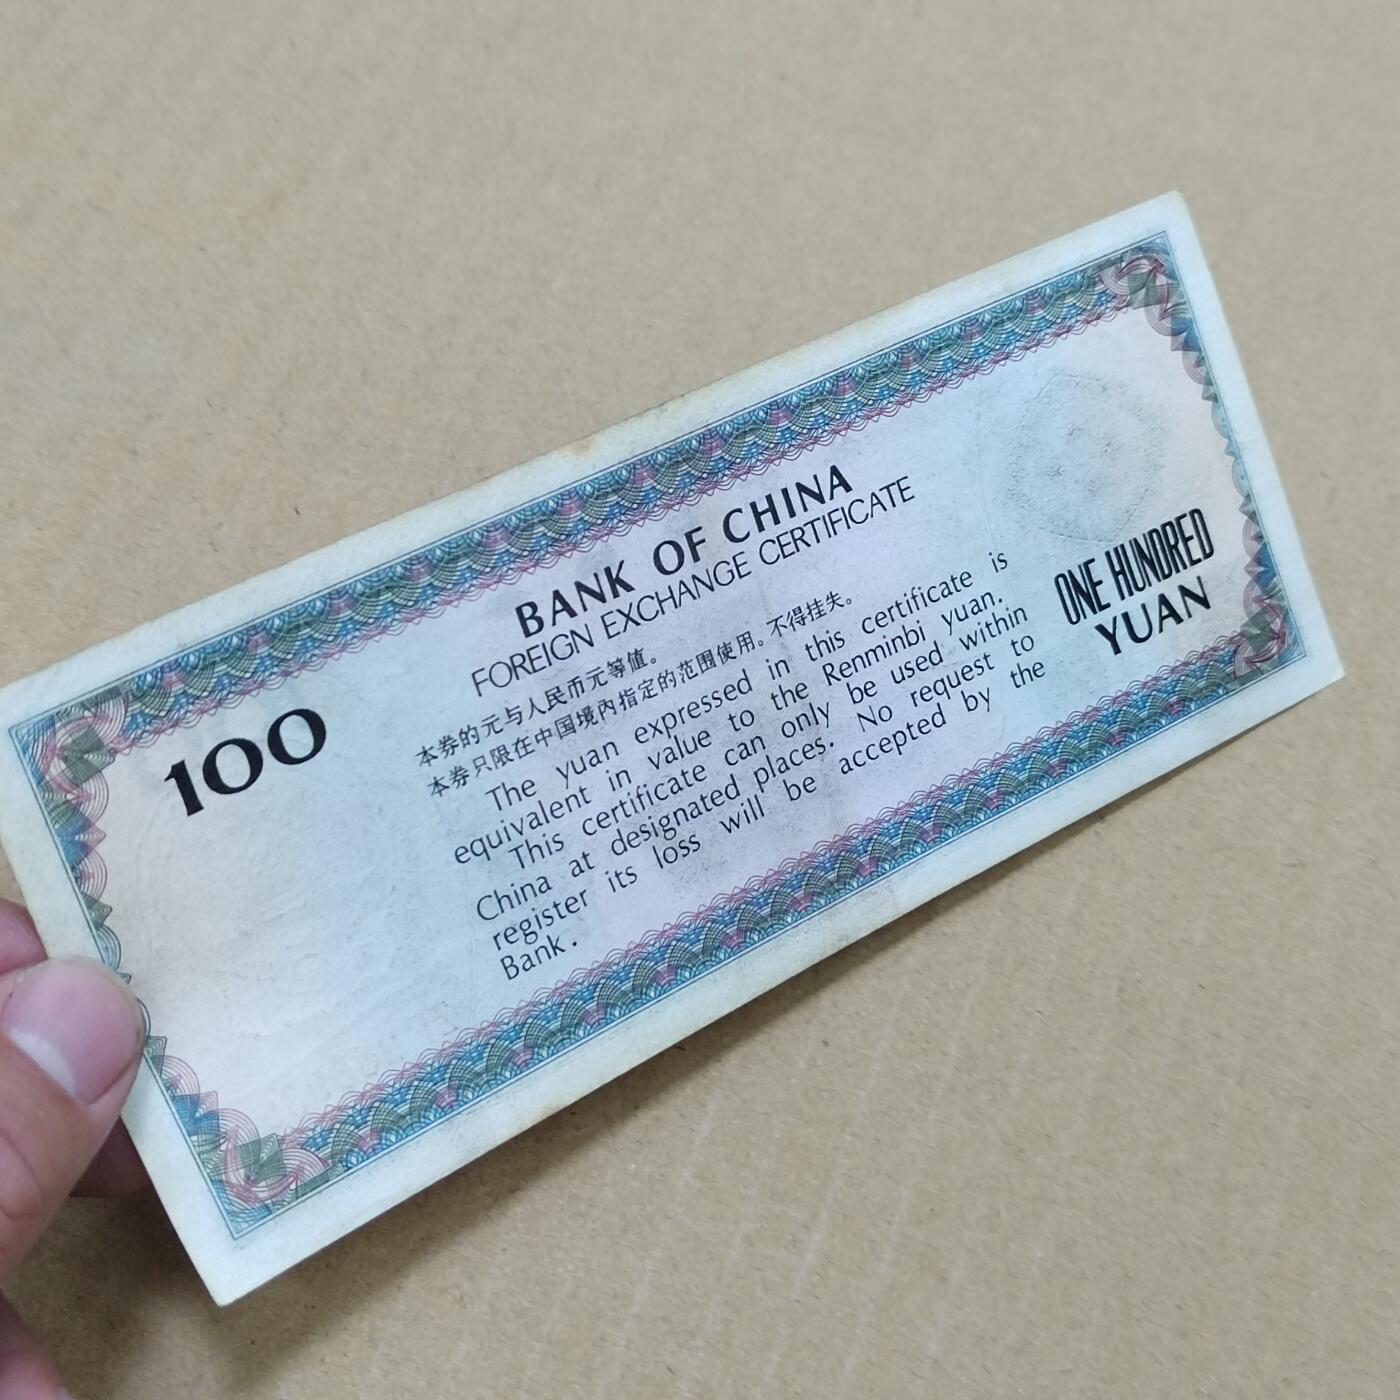 BANK OF CHINA
FOREIGN EXCHANGE CERTIFICATE
100
本券的元与人民币元等值。
本券只限在中国境内指定的范围使用。不得挂失。
The yuan expressed in this certificate is
equivalent in value to the Renminbi yuan.
This certificate can only be used within
China at designated places. No request to
register its loss will be accepted by the
Bank.
ONE HUNDRED
YUAN